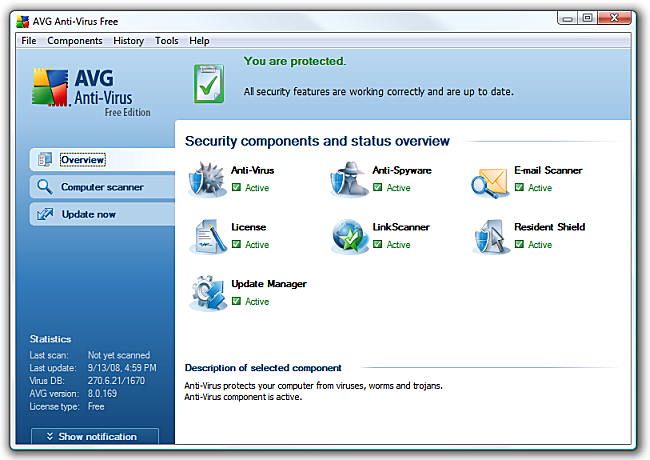 AVG Anti-Virus Free
File Components History Tools Help
AVG
Anti-Virus
Free Edition
You are protected.
All security features are working correctly and are up to date.
Overview
Computer scanner
Update now
Security components and status overview
Anti-Virus
Active
Anti-Spyware
Active
E-mail Scanner
Active
License
Active
LinkScanner
Active
Resident Shield
Active
Update Manager
Active
Statistics
Last scan: Not yet scanned
Last update: 9/13/08, 4:59 PM
Virus DB: 270.6.21/1670
AVG version: 8.0.169
License type: Free
Show notification
Description of selected component
Anti-Virus protects your computer from viruses, worms and trojans.
Anti-Virus component is active.